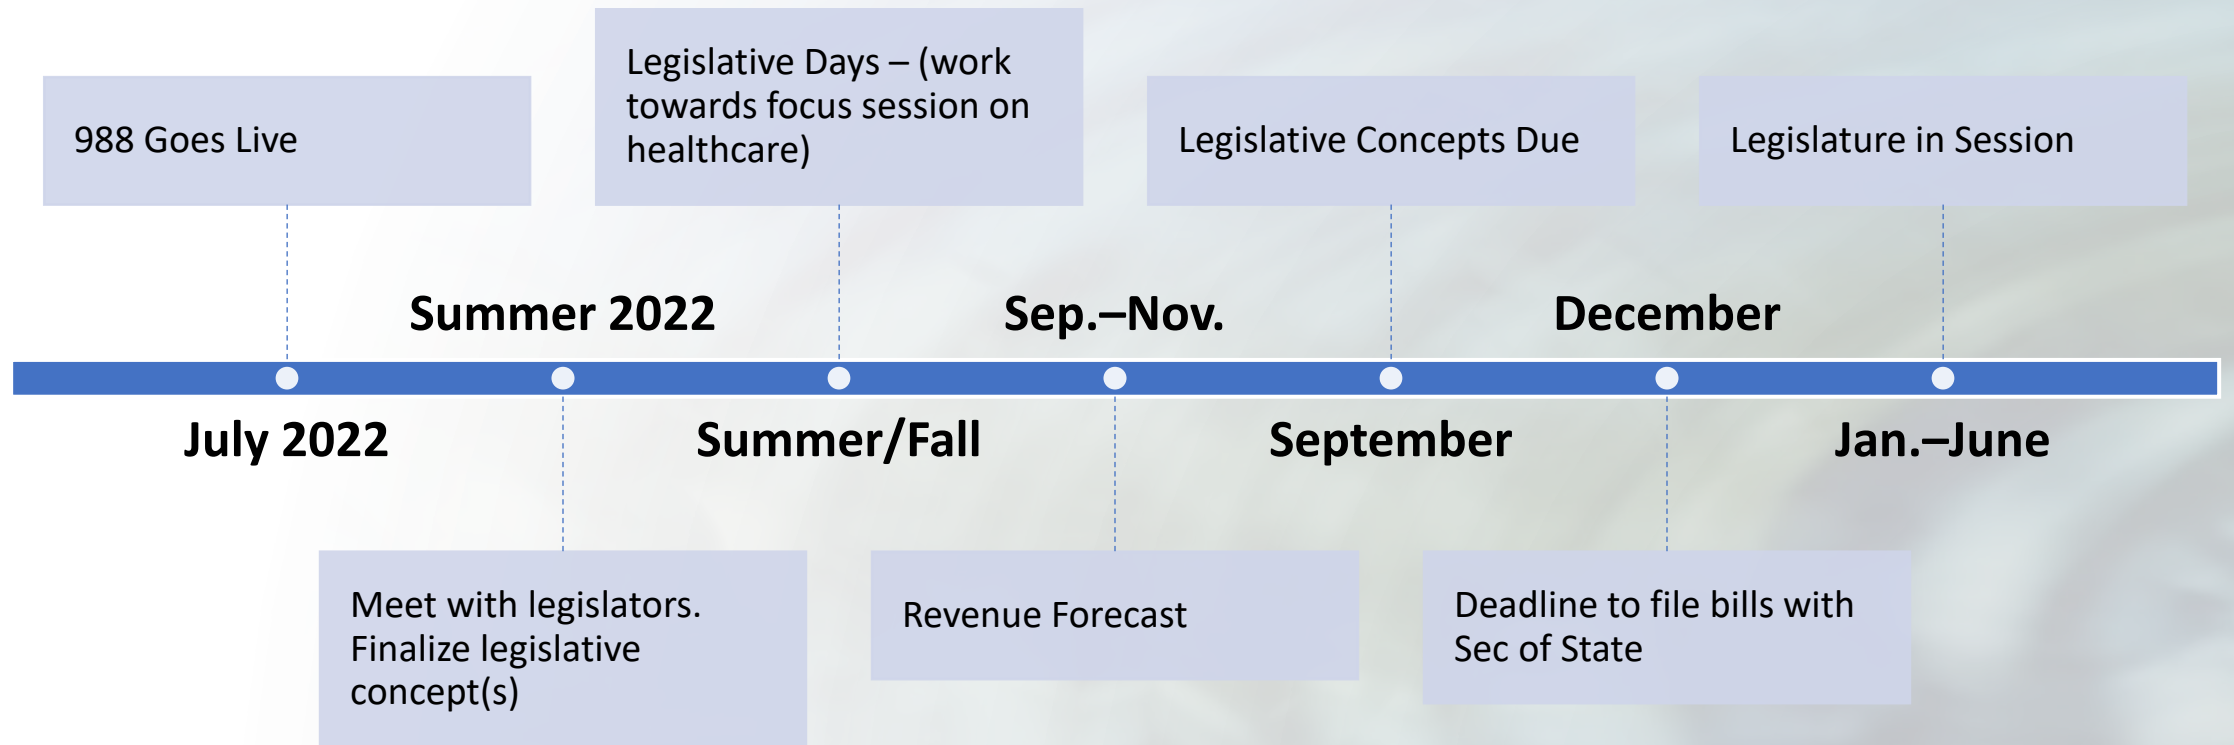 988 Goes Live
Legislative Days – (work
towards focus session on
healthcare)
Legislative Concepts Due
Legislature in Session
Summer 2022
Sep.–Nov.
December
July 2022
Summer/Fall
September
Jan.–June
Meet with legislators.
Finalize legislative
concept(s)
Revenue Forecast
Deadline to file bills with
Sec of State